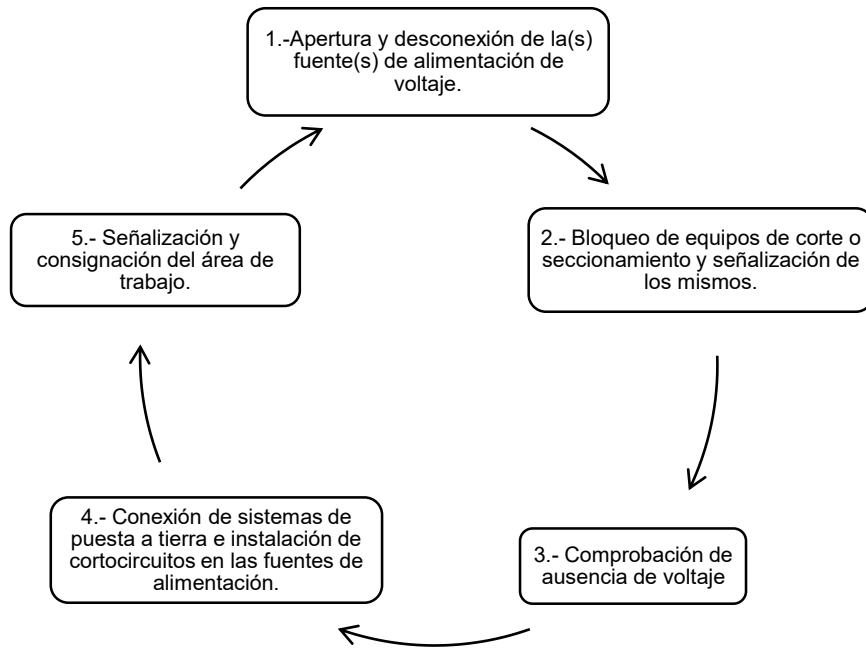 1.-Apertura y desconexión de la(s)
fuente(s) de alimentación de
voltaje.
2.- Bloqueo de equipos de corte o
seccionamiento y señalización de
los mismos.
3.- Comprobación de
ausencia de voltaje
4.- Conexión de sistemas de
puesta a tierra e instalación de
cortocircuitos en las fuentes de
alimentación.
5.- Señalización y
consignación del área de
trabajo.